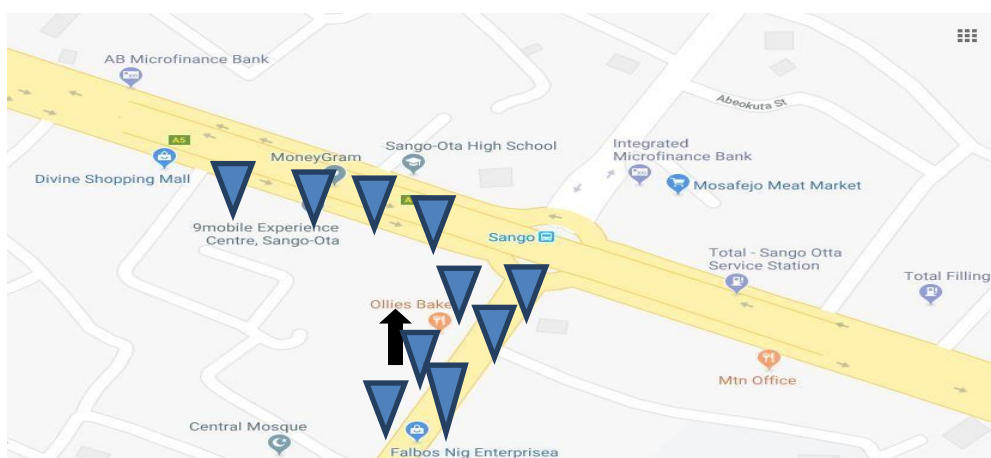 AB Microfinance Bank
Abeokuta St
A5
Sango-Ota High School
Integrated
Microfinance Bank
MoneyGram
Divine Shopping Mall
Mosafejo Meat Market
9mobile Experience
Centre, Sango-Ota
Sango
Total - Sango Otta
Service Station
Total Filling
Ollies Bake
Mtn Office
Central Mosque
Falbos Nig Enterprisea